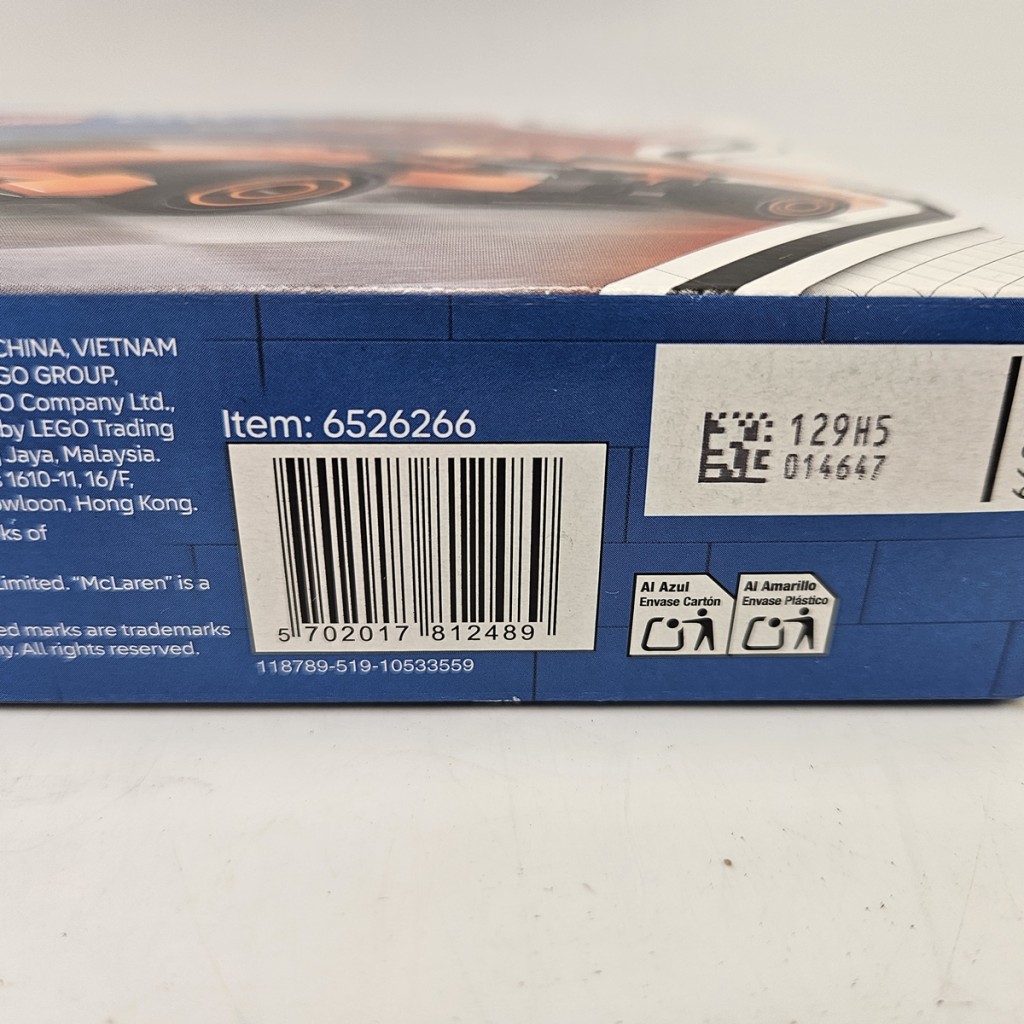 CHINA, VIETNAM
GO GROUP,
O Company Ltd.,
by LEGO Trading
Jaya, Malaysia.
1610-11, 16/F,
wloon, Hong Kong.
ks of
Limited. “McLaren” is a
ed marks are trademarks
y. All rights reserved.
Item: 6526266
5 702017 812489
118789-519-10533559
129H5
014647
Al Azul
Envase Cartón
Al Amarillo
Envase Plástico